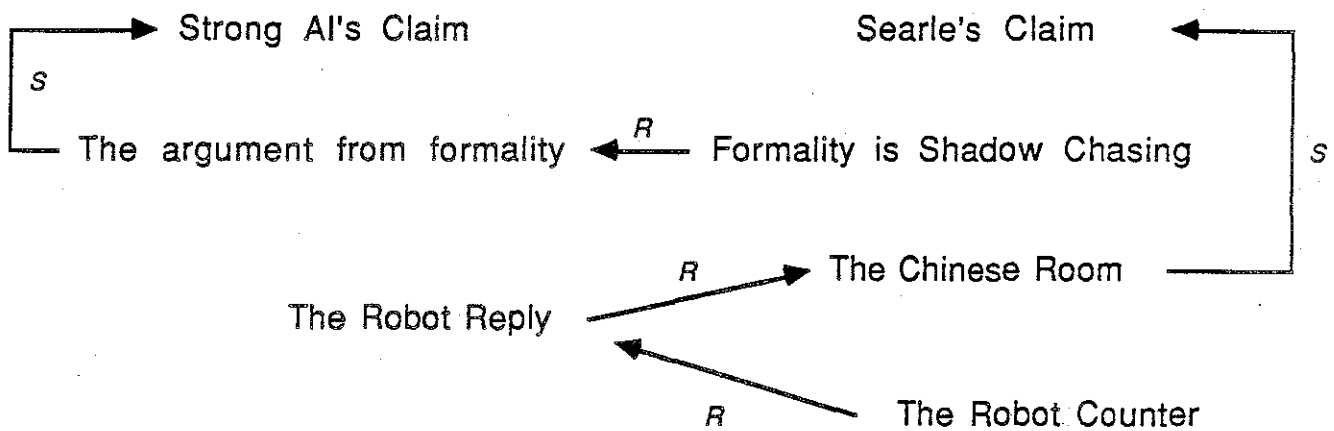 Strong AI's Claim
Searle's Claim
S
The argument from formality
R
Formality is Shadow Chasing
S
R
The Chinese Room
The Robot Reply
R
The Robot Counter